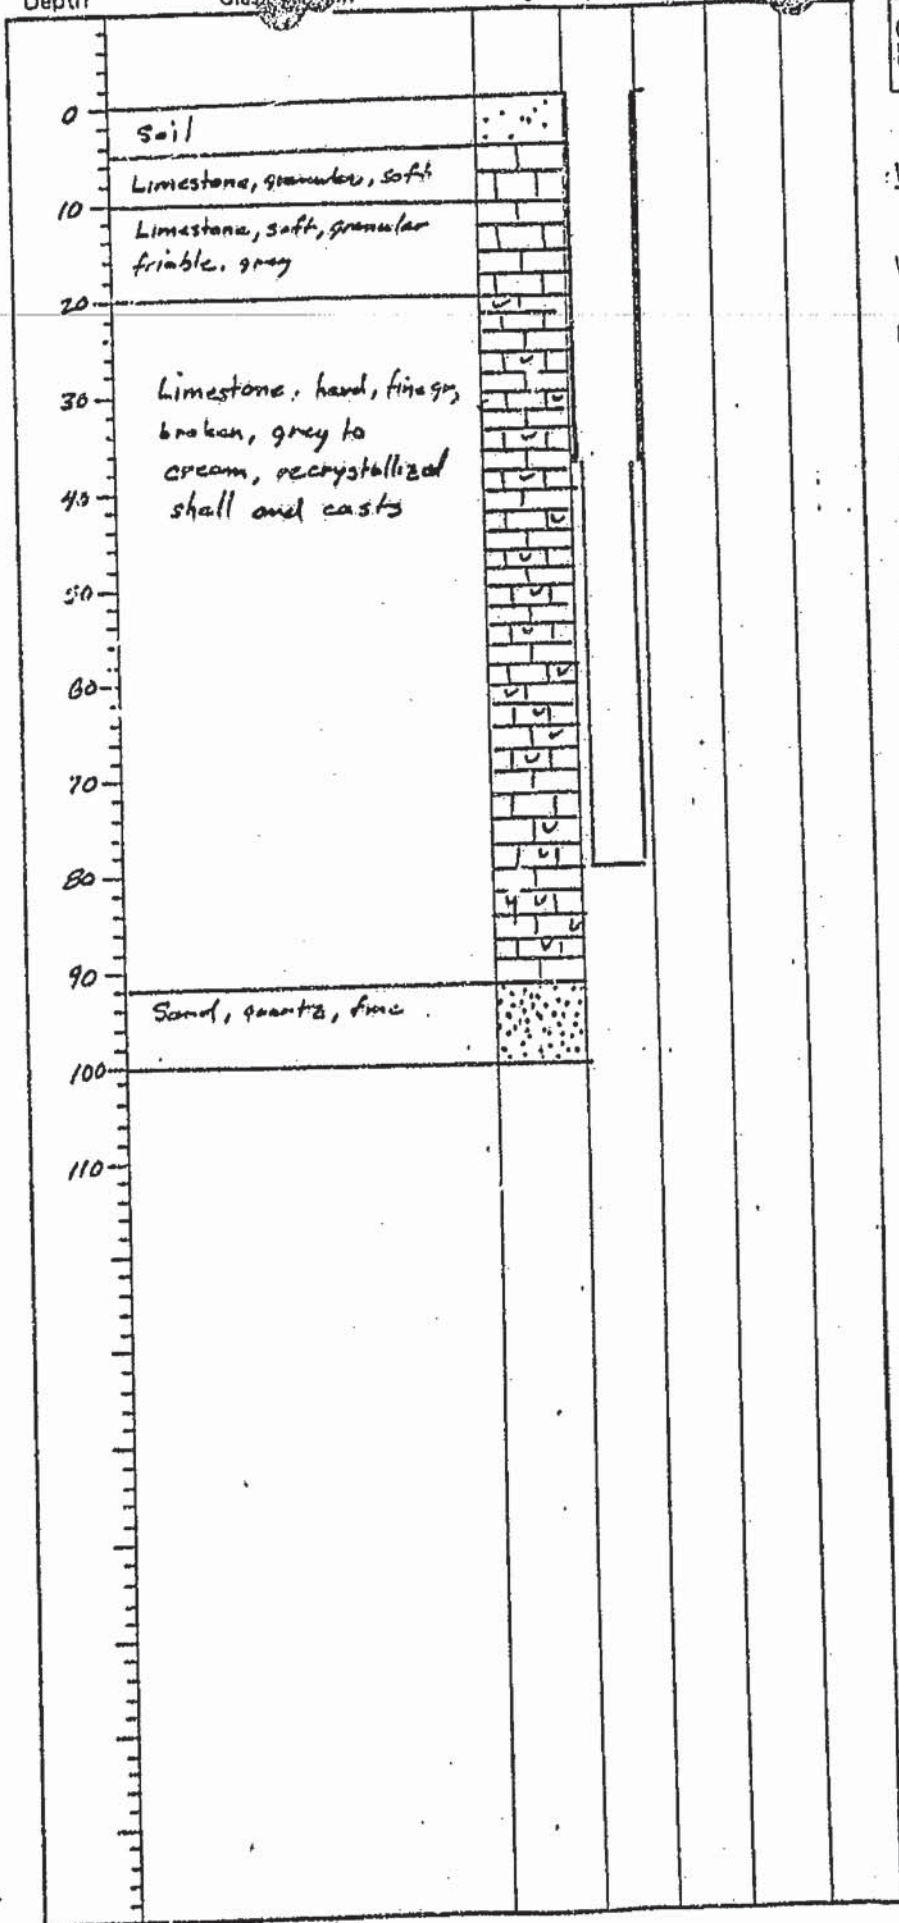 Depth
0
Soil
Limestone, granular, soft
10
Limestone, soft, granular
friable, grey
20
30
Limestone, hard, fine gr,
broken, grey to
cream, recrystallized
40
shall and casts
50
60
70
80
90
Sand, quartz, fine
100
110